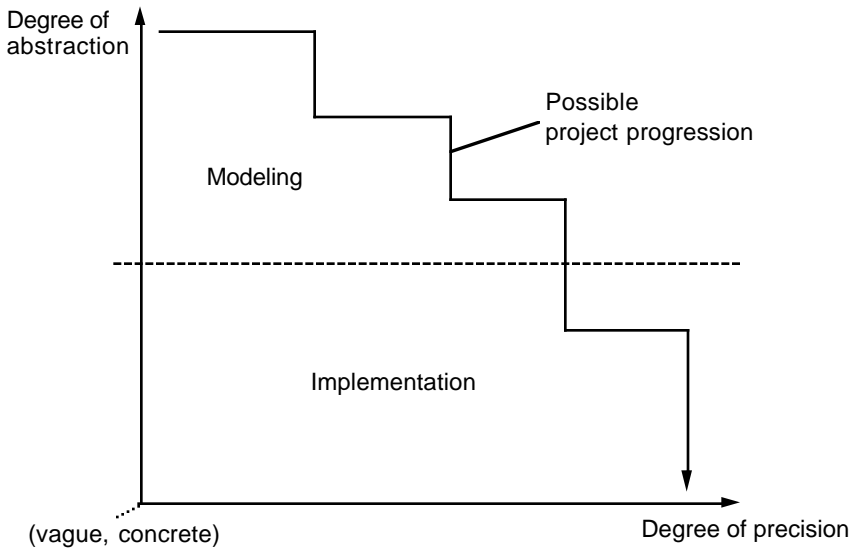 Degree of
abstraction
Possible
project progression
Modeling
Implementation
(vague, concrete)
Degree of precision